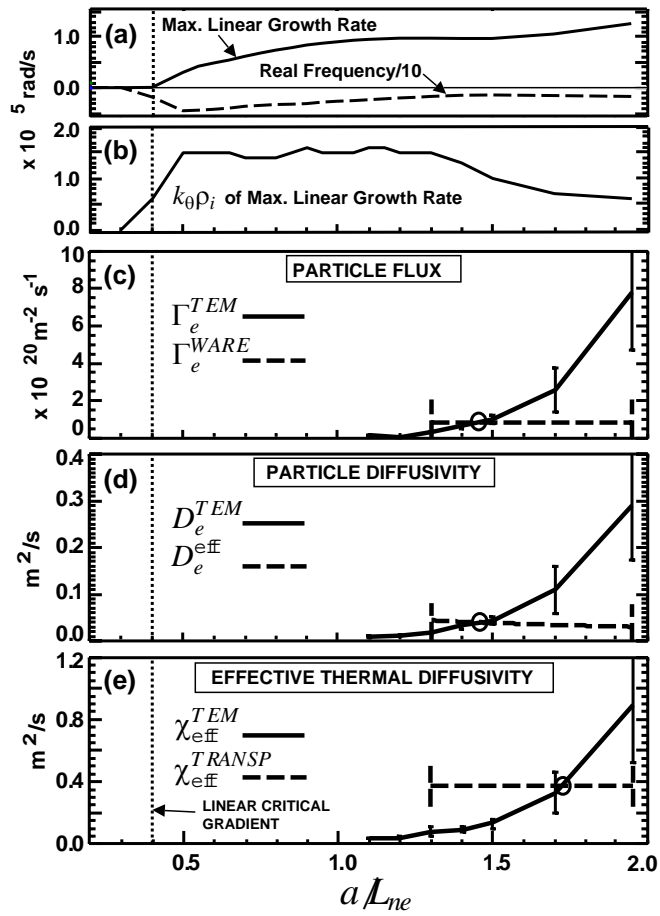 (a)
Max. Linear Growth Rate
Real Frequency/10
1.0
0.0
x 10 5 rad/s
(b)
kθρi of Max. Linear Growth Rate
2.0
1.0
0.0
(c)
PARTICLE FLUX
ΓeTEM
ΓeWARE
10
8
6
4
2
0
x 10 20 m-2 s-1
(d)
PARTICLE DIFFUSIVITY
DeTEM
Deeff
0.4
0.3
0.2
0.1
0.0
m2/s
(e)
EFFECTIVE THERMAL DIFFUSIVITY
χeffTEM
χeffTRANSP
LINEAR CRITICAL
GRADIENT
1.2
0.8
0.4
0.0
m2/s
0.5 1.0 1.5 2.0
a/Lne